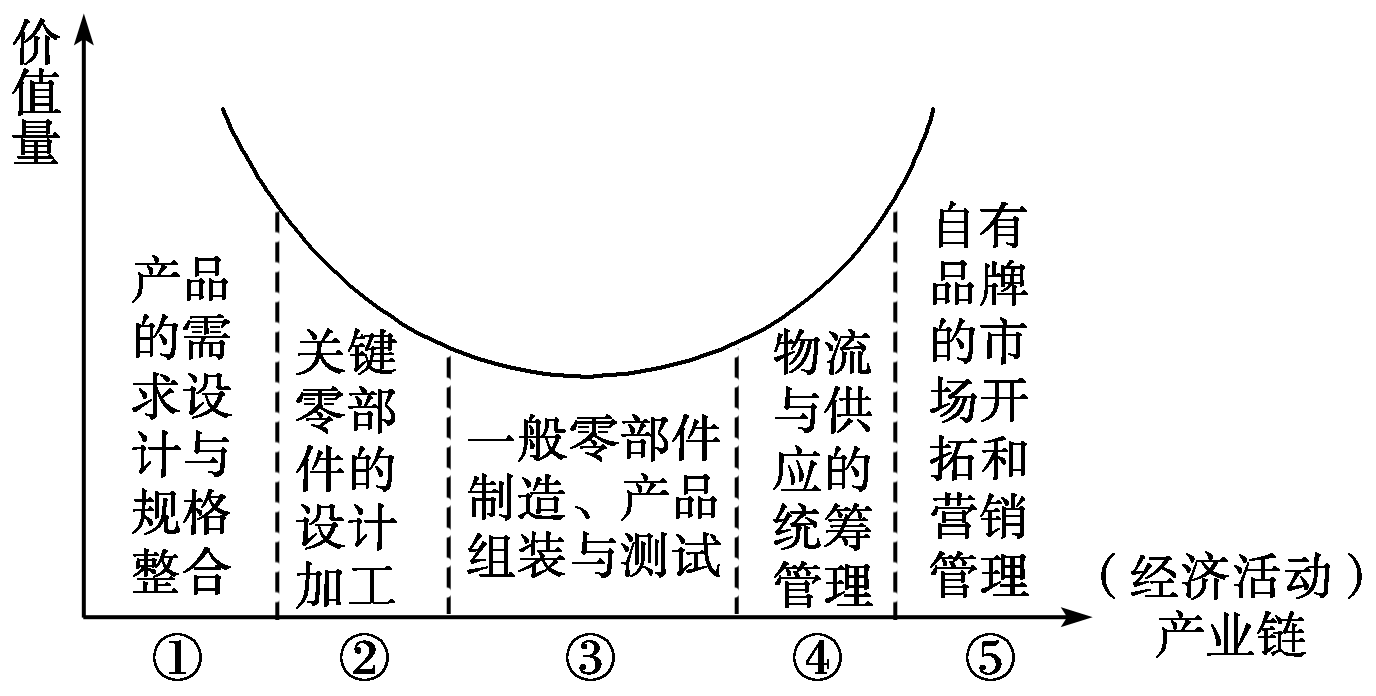 价值量
产品
的需
求设
计与
规格
整合
关键
零部
件的
设计
加工
一般零部件
制造、产品
组装与测试
物流
与供
应的
统筹
管理
自有
品牌
的市
场开
拓和
营销
管理
（经济活动）
产业链
①
②
③
④
⑤